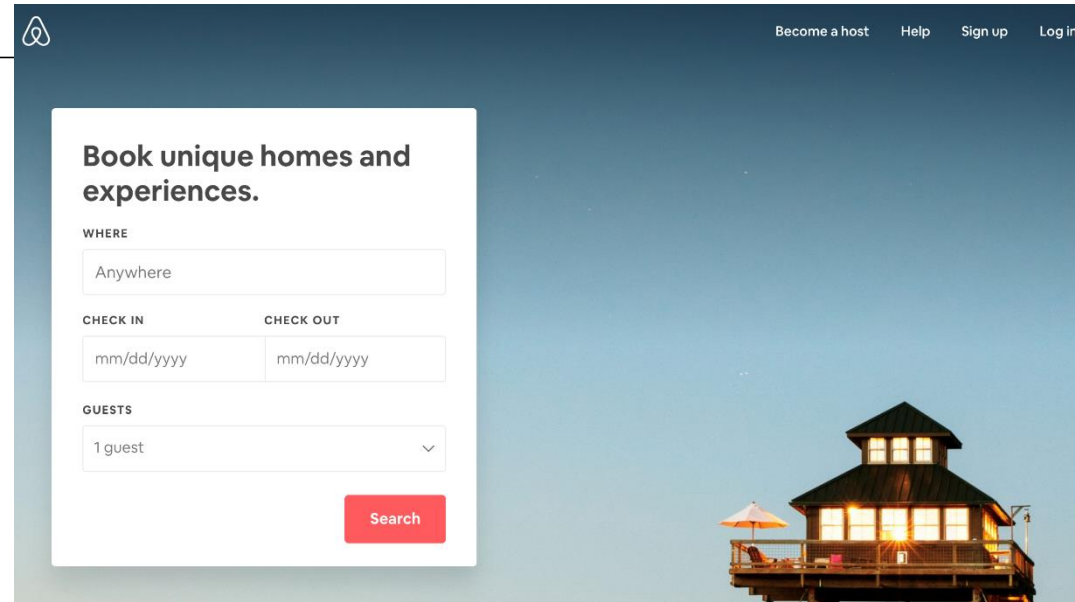 Become a host Help Sign up Log in
Book unique homes and
experiences.
WHERE
Anywhere
CHECK IN CHECK OUT
mm/dd/yyyy mm/dd/yyyy
GUESTS
1 guest
Search